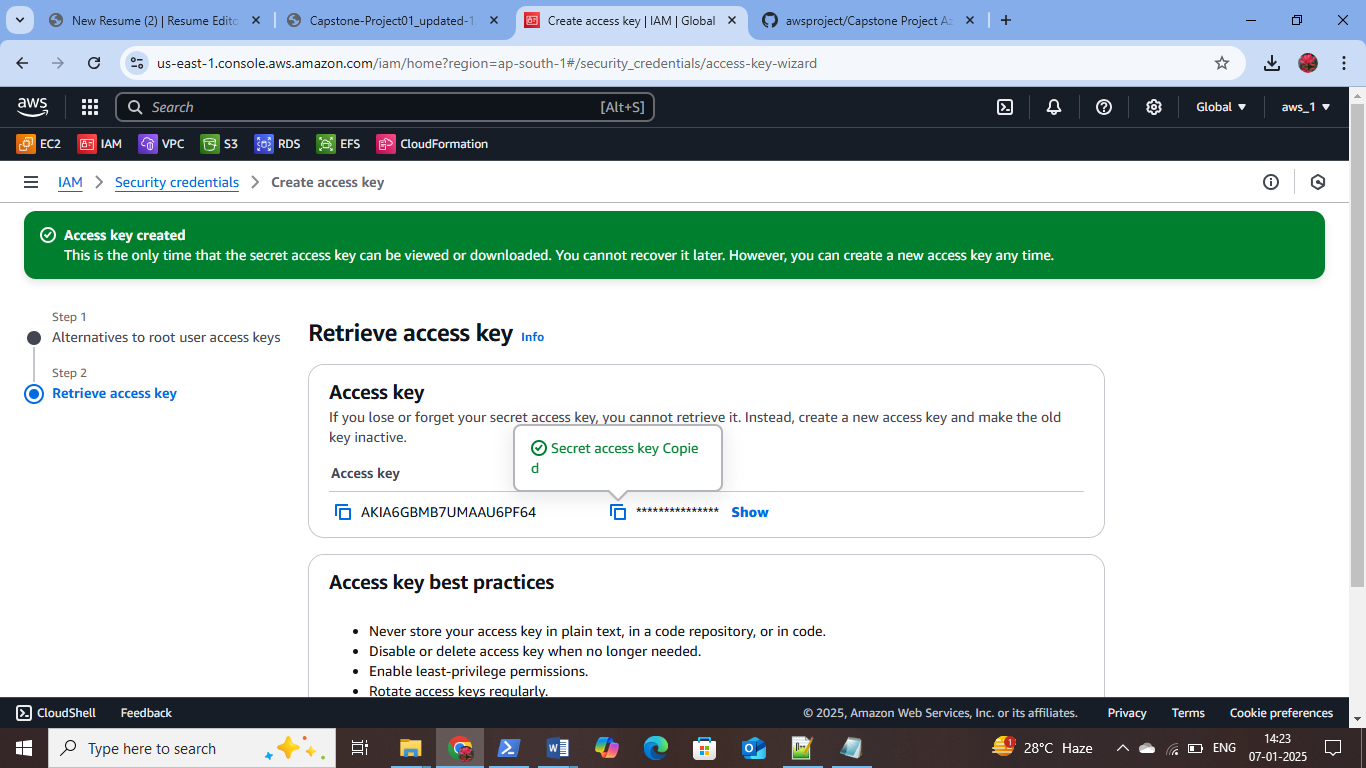 New Resume (2) | Resume Edito
Capstone-Project01_updated-1
Create access key | IAM | Global
awsproject/Capstone Project Az
us-east-1.console.aws.amazon.com/iam/home?region=ap-south-1#/security_credentials/access-key-wizard
aws
Search
[Alt+S]
Global
aws_1
EC2
IAM
VPC
S3
RDS
EFS
CloudFormation
IAM
Security credentials
Create access key
Access key created
This is the only time that the secret access key can be viewed or downloaded. You cannot recover it later. However, you can create a new access key any time.
Step 1
Alternatives to root user access keys
Step 2
Retrieve access key
Retrieve access key Info
Access key
If you lose or forget your secret access key, you cannot retrieve it. Instead, create a new access key and make the old
key inactive.
Secret access key Copie
d
Access key
AKIA6GBMB7UMAAU6PF64
*************** Show
Access key best practices
• Never store your access key in plain text, in a code repository, or in code.
• Disable or delete access key when no longer needed.
• Enable least-privilege permissions.
• Rotate access keys regularly.
CloudShell
Feedback
© 2025, Amazon Web Services, Inc. or its affiliates.
Privacy
Terms
Cookie preferences
Type here to search
1
28°C Haze
ENG
14:23
07-01-2025